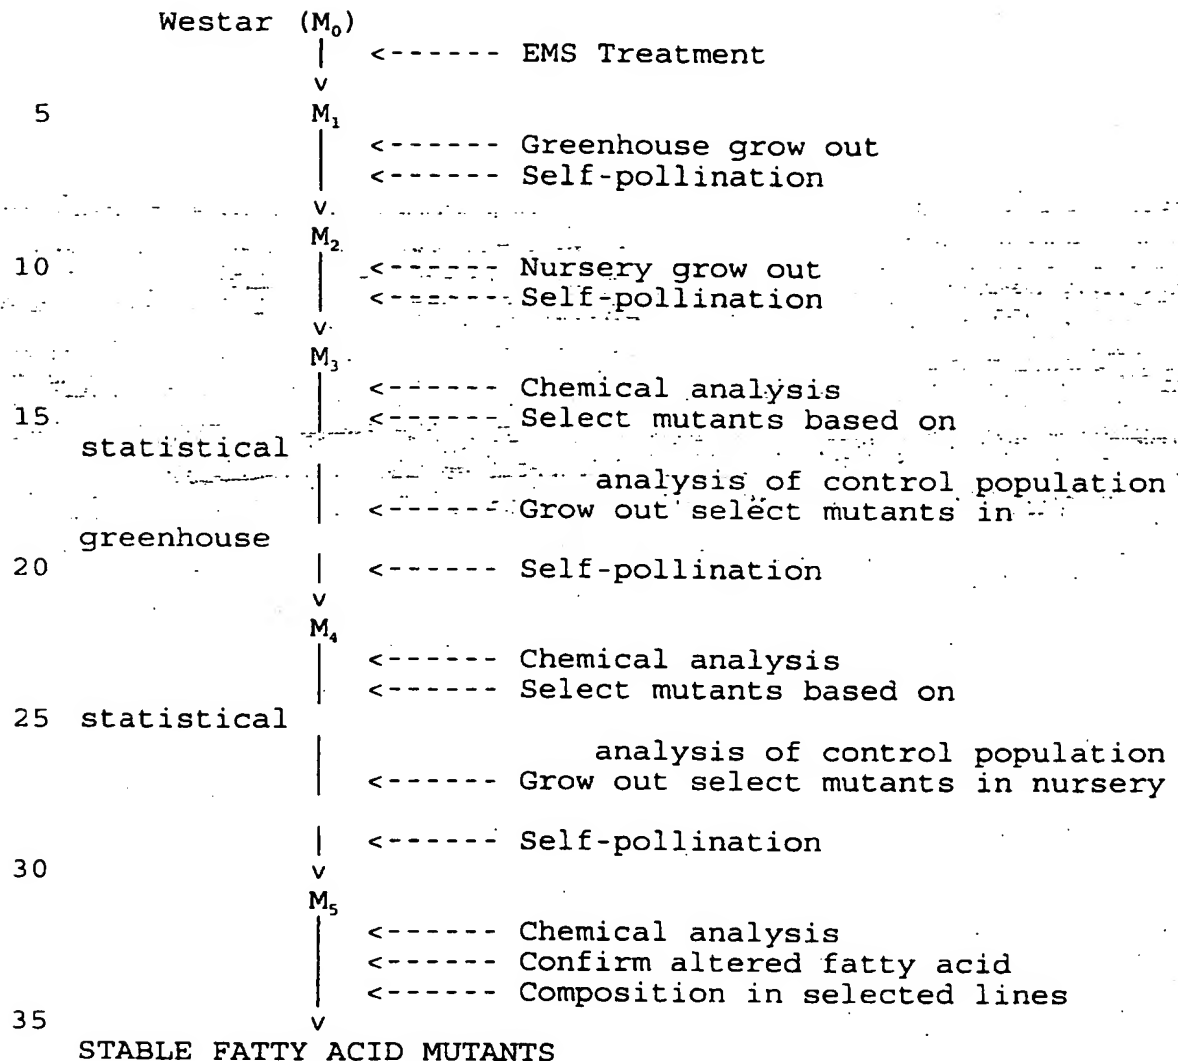 Westar (M₀)
| <------ EMS Treatment
v
5 M₁
<------ Greenhouse grow out
<------ Self-pollination
v
M₂
10 <------ Nursery grow out
<------ Self-pollination
v
M₃
<------ Chemical analysis
15 <------ Select mutants based on
statistical
analysis of control population
<------ Grow out select mutants in
greenhouse
20 | <------ Self-pollination
v
M₄
<------ Chemical analysis
<------ Select mutants based on
25 statistical
analysis of control population
<------ Grow out select mutants in nursery
| <------ Self-pollination
30 v
M₅
<------ Chemical analysis
<------ Confirm altered fatty acid
<------ Composition in selected lines
35 v
STABLE FATTY ACID MUTANTS